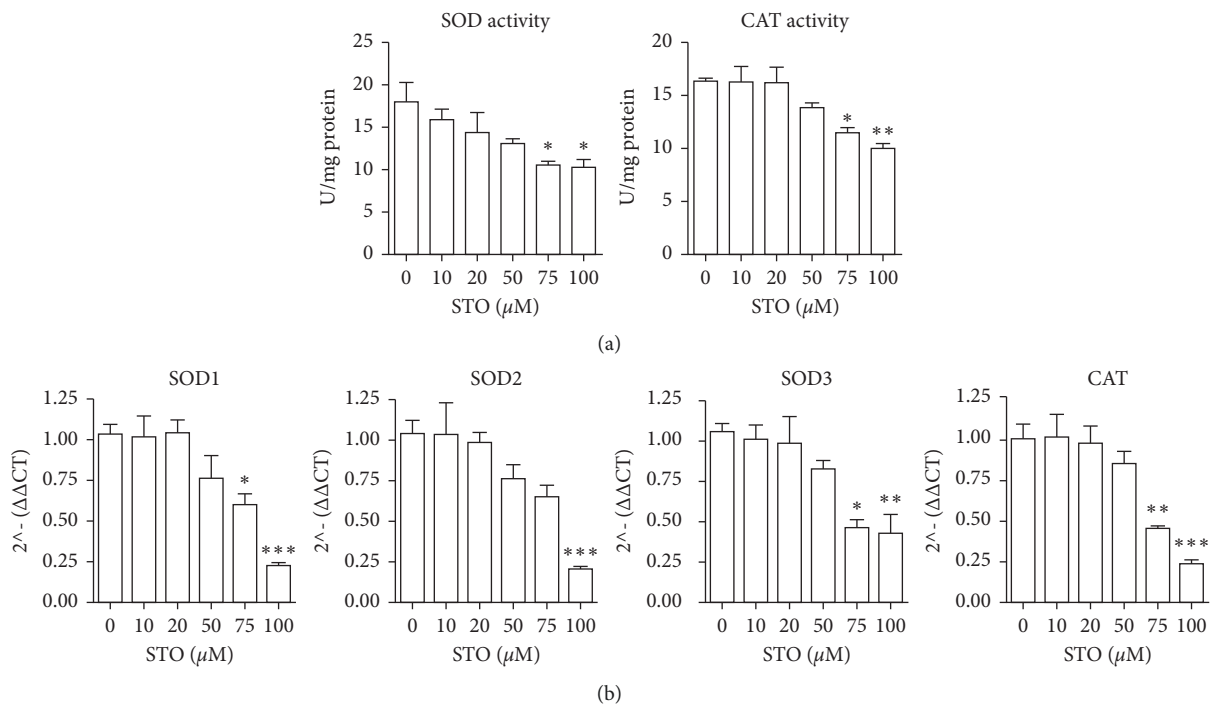 SOD activity
CAT activity
25
20
15
10
5
0
U/mg protein
* *
0 10 20 50 75 100
STO (μM)
20
15
10
5
0
U/mg protein
* **
0 10 20 50 75 100
STO (μM)
(a)
SOD1
1.25
1.00
0.75
0.50
0.25
0.00
2^- (ΔΔCT)
* ***
0 10 20 50 75 100
STO (μM)
SOD2
1.25
1.00
0.75
0.50
0.25
0.00
2^- (ΔΔCT)
***
0 10 20 50 75 100
STO (μM)
SOD3
1.25
1.00
0.75
0.50
0.25
0.00
2^- (ΔΔCT)
* **
0 10 20 50 75 100
STO (μM)
CAT
1.25
1.00
0.75
0.50
0.25
0.00
2^- (ΔΔCT)
** ***
0 10 20 50 75 100
STO (μM)
(b)